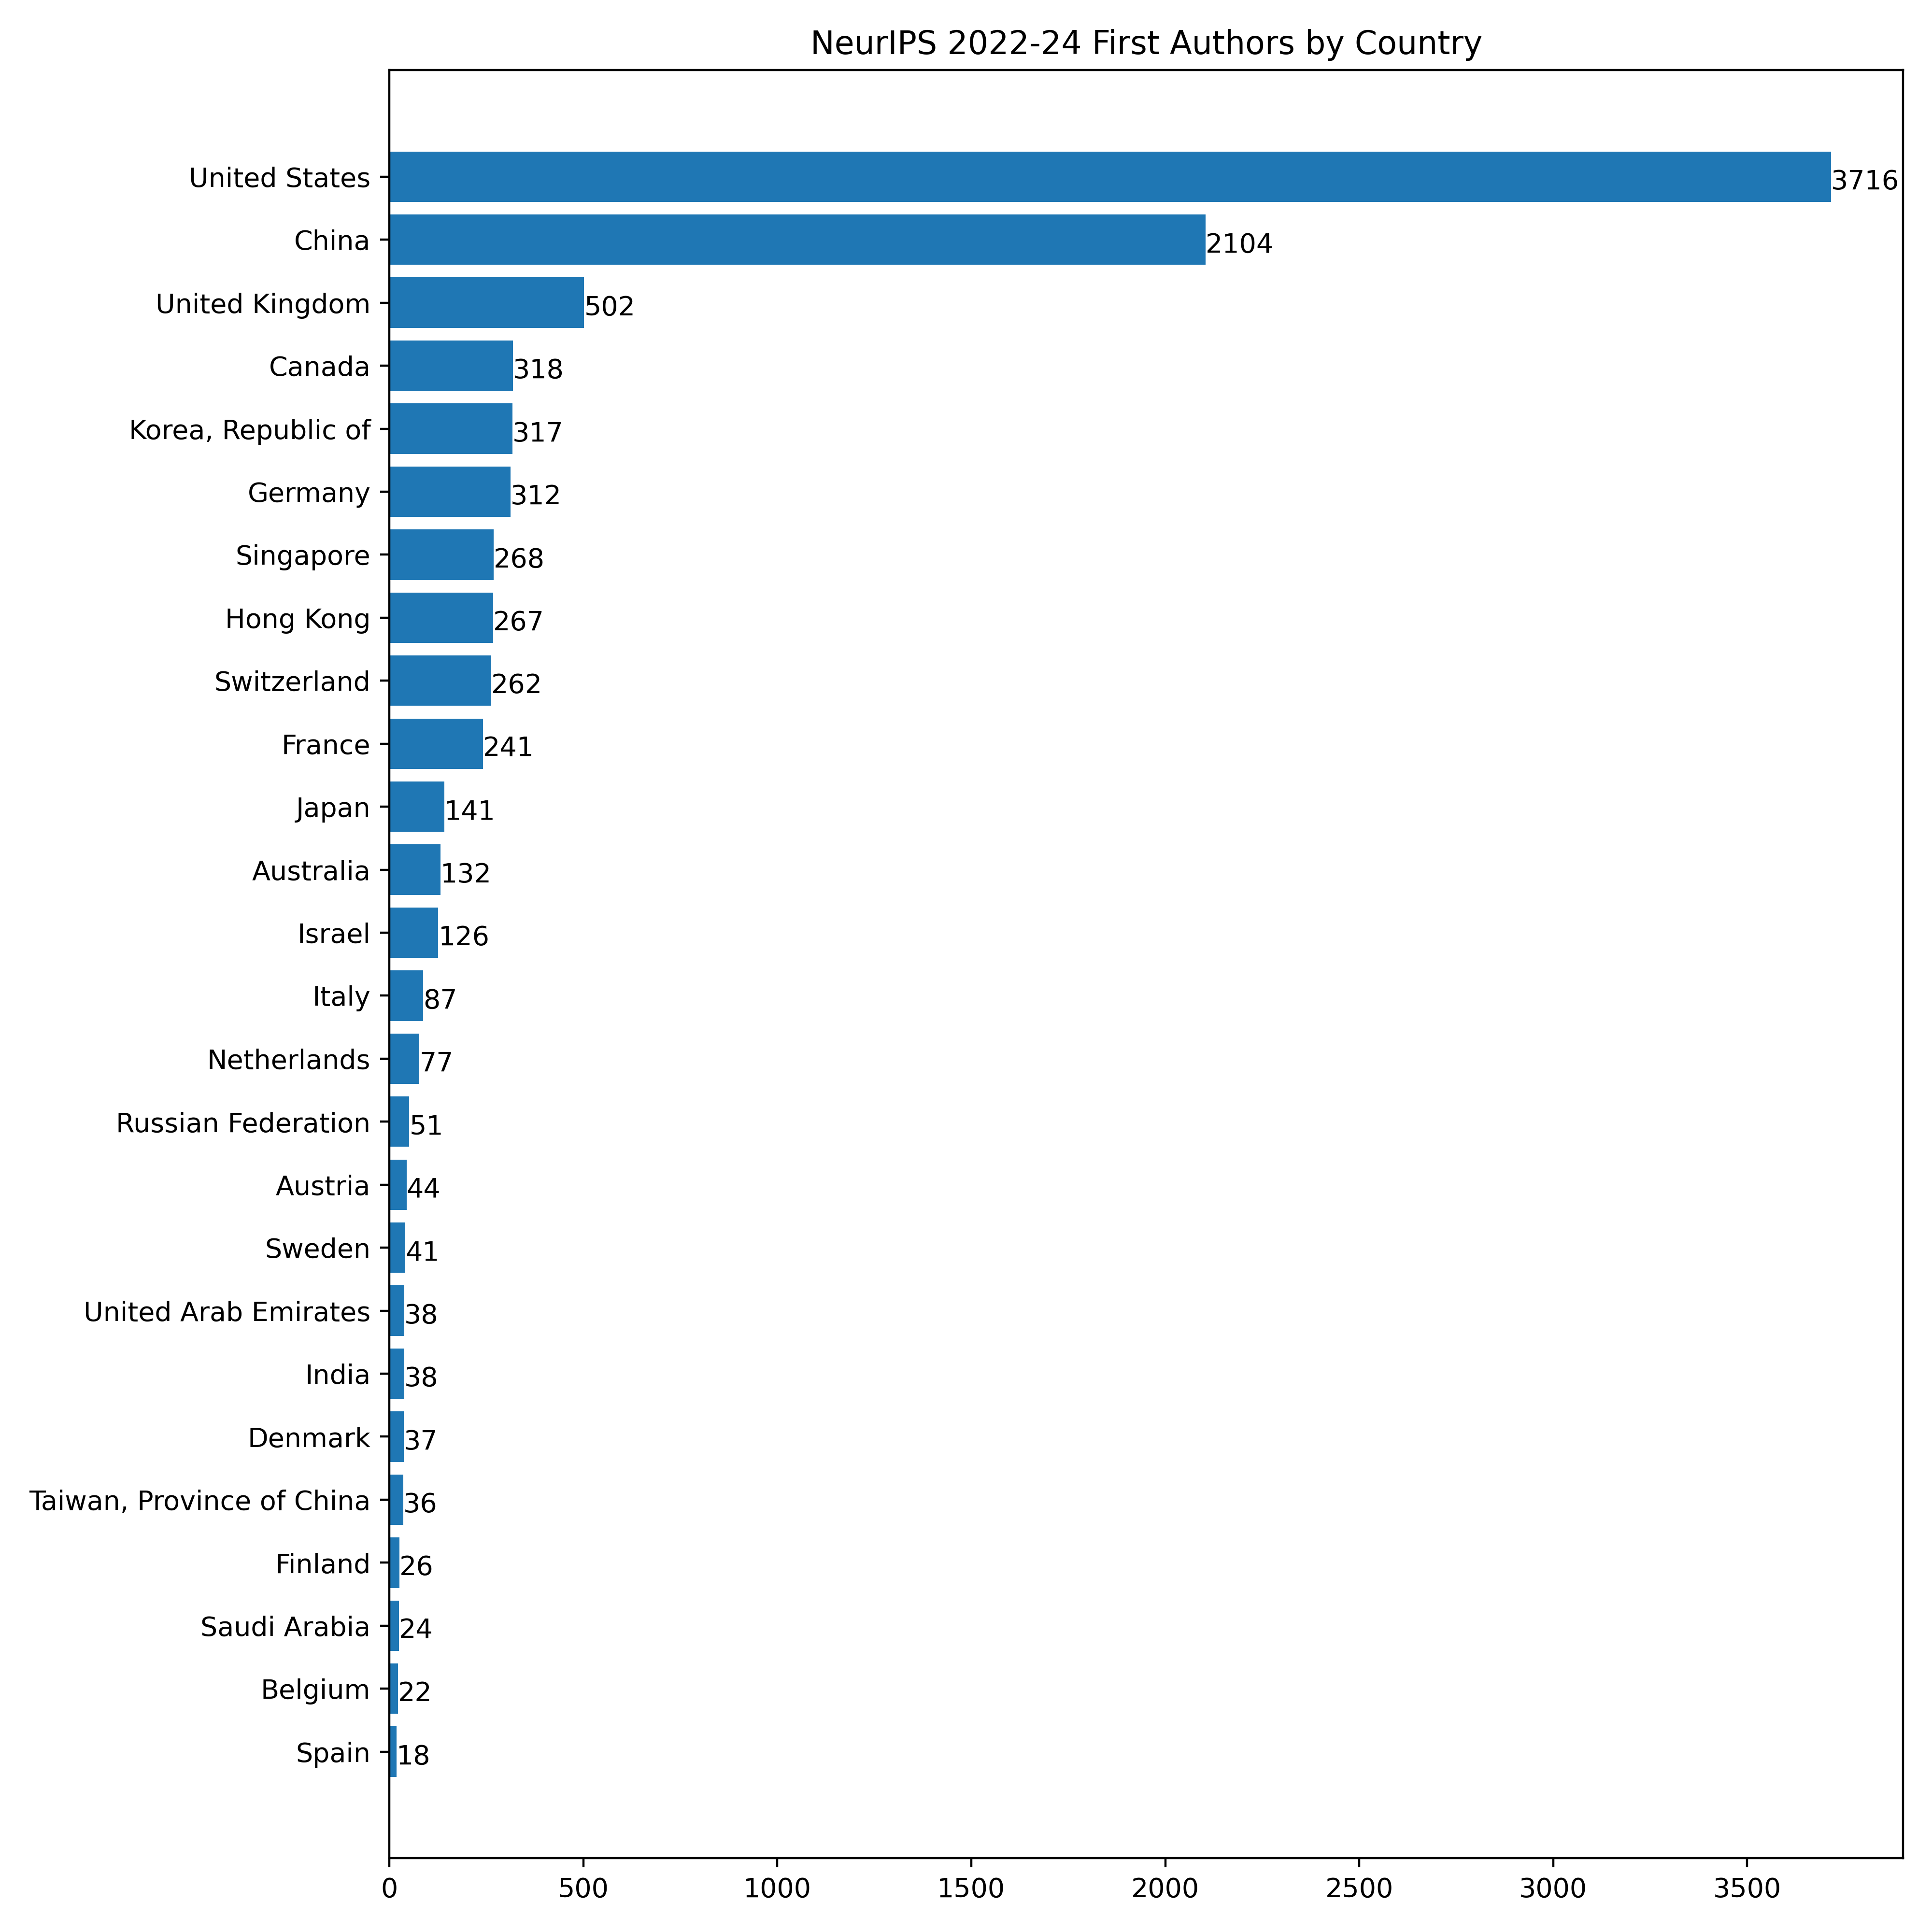 NeurIPS 2022-24 First Authors by Country
United States 3716
China 2104
United Kingdom 502
Canada 318
Korea, Republic of 317
Germany 312
Singapore 268
Hong Kong 267
Switzerland 262
France 241
Japan 141
Australia 132
Israel 126
Italy 87
Netherlands 77
Russian Federation 51
Austria 44
Sweden 41
United Arab Emirates 38
India 38
Denmark 37
Taiwan, Province of China 36
Finland 26
Saudi Arabia 24
Belgium 22
Spain 18
0 500 1000 1500 2000 2500 3000 3500